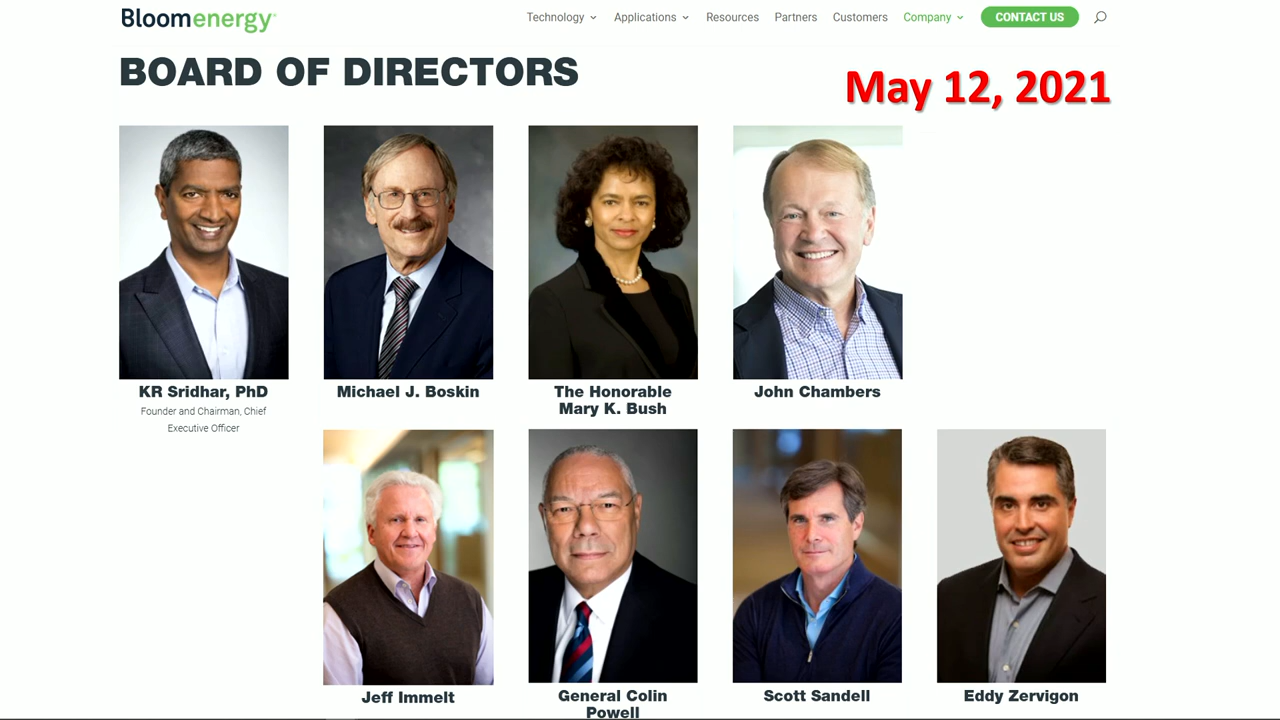 Bloomenergy
Technology Applications Resources Partners Customers Company CONTACT US
BOARD OF DIRECTORS
May 12, 2021
KR Sridhar, PhD
Founder and Chairman, Chief
Executive Officer
Michael J. Boskin
The Honorable
Mary K. Bush
John Chambers
Jeff Immelt
General Colin
Powell
Scott Sandell
Eddy Zervigon